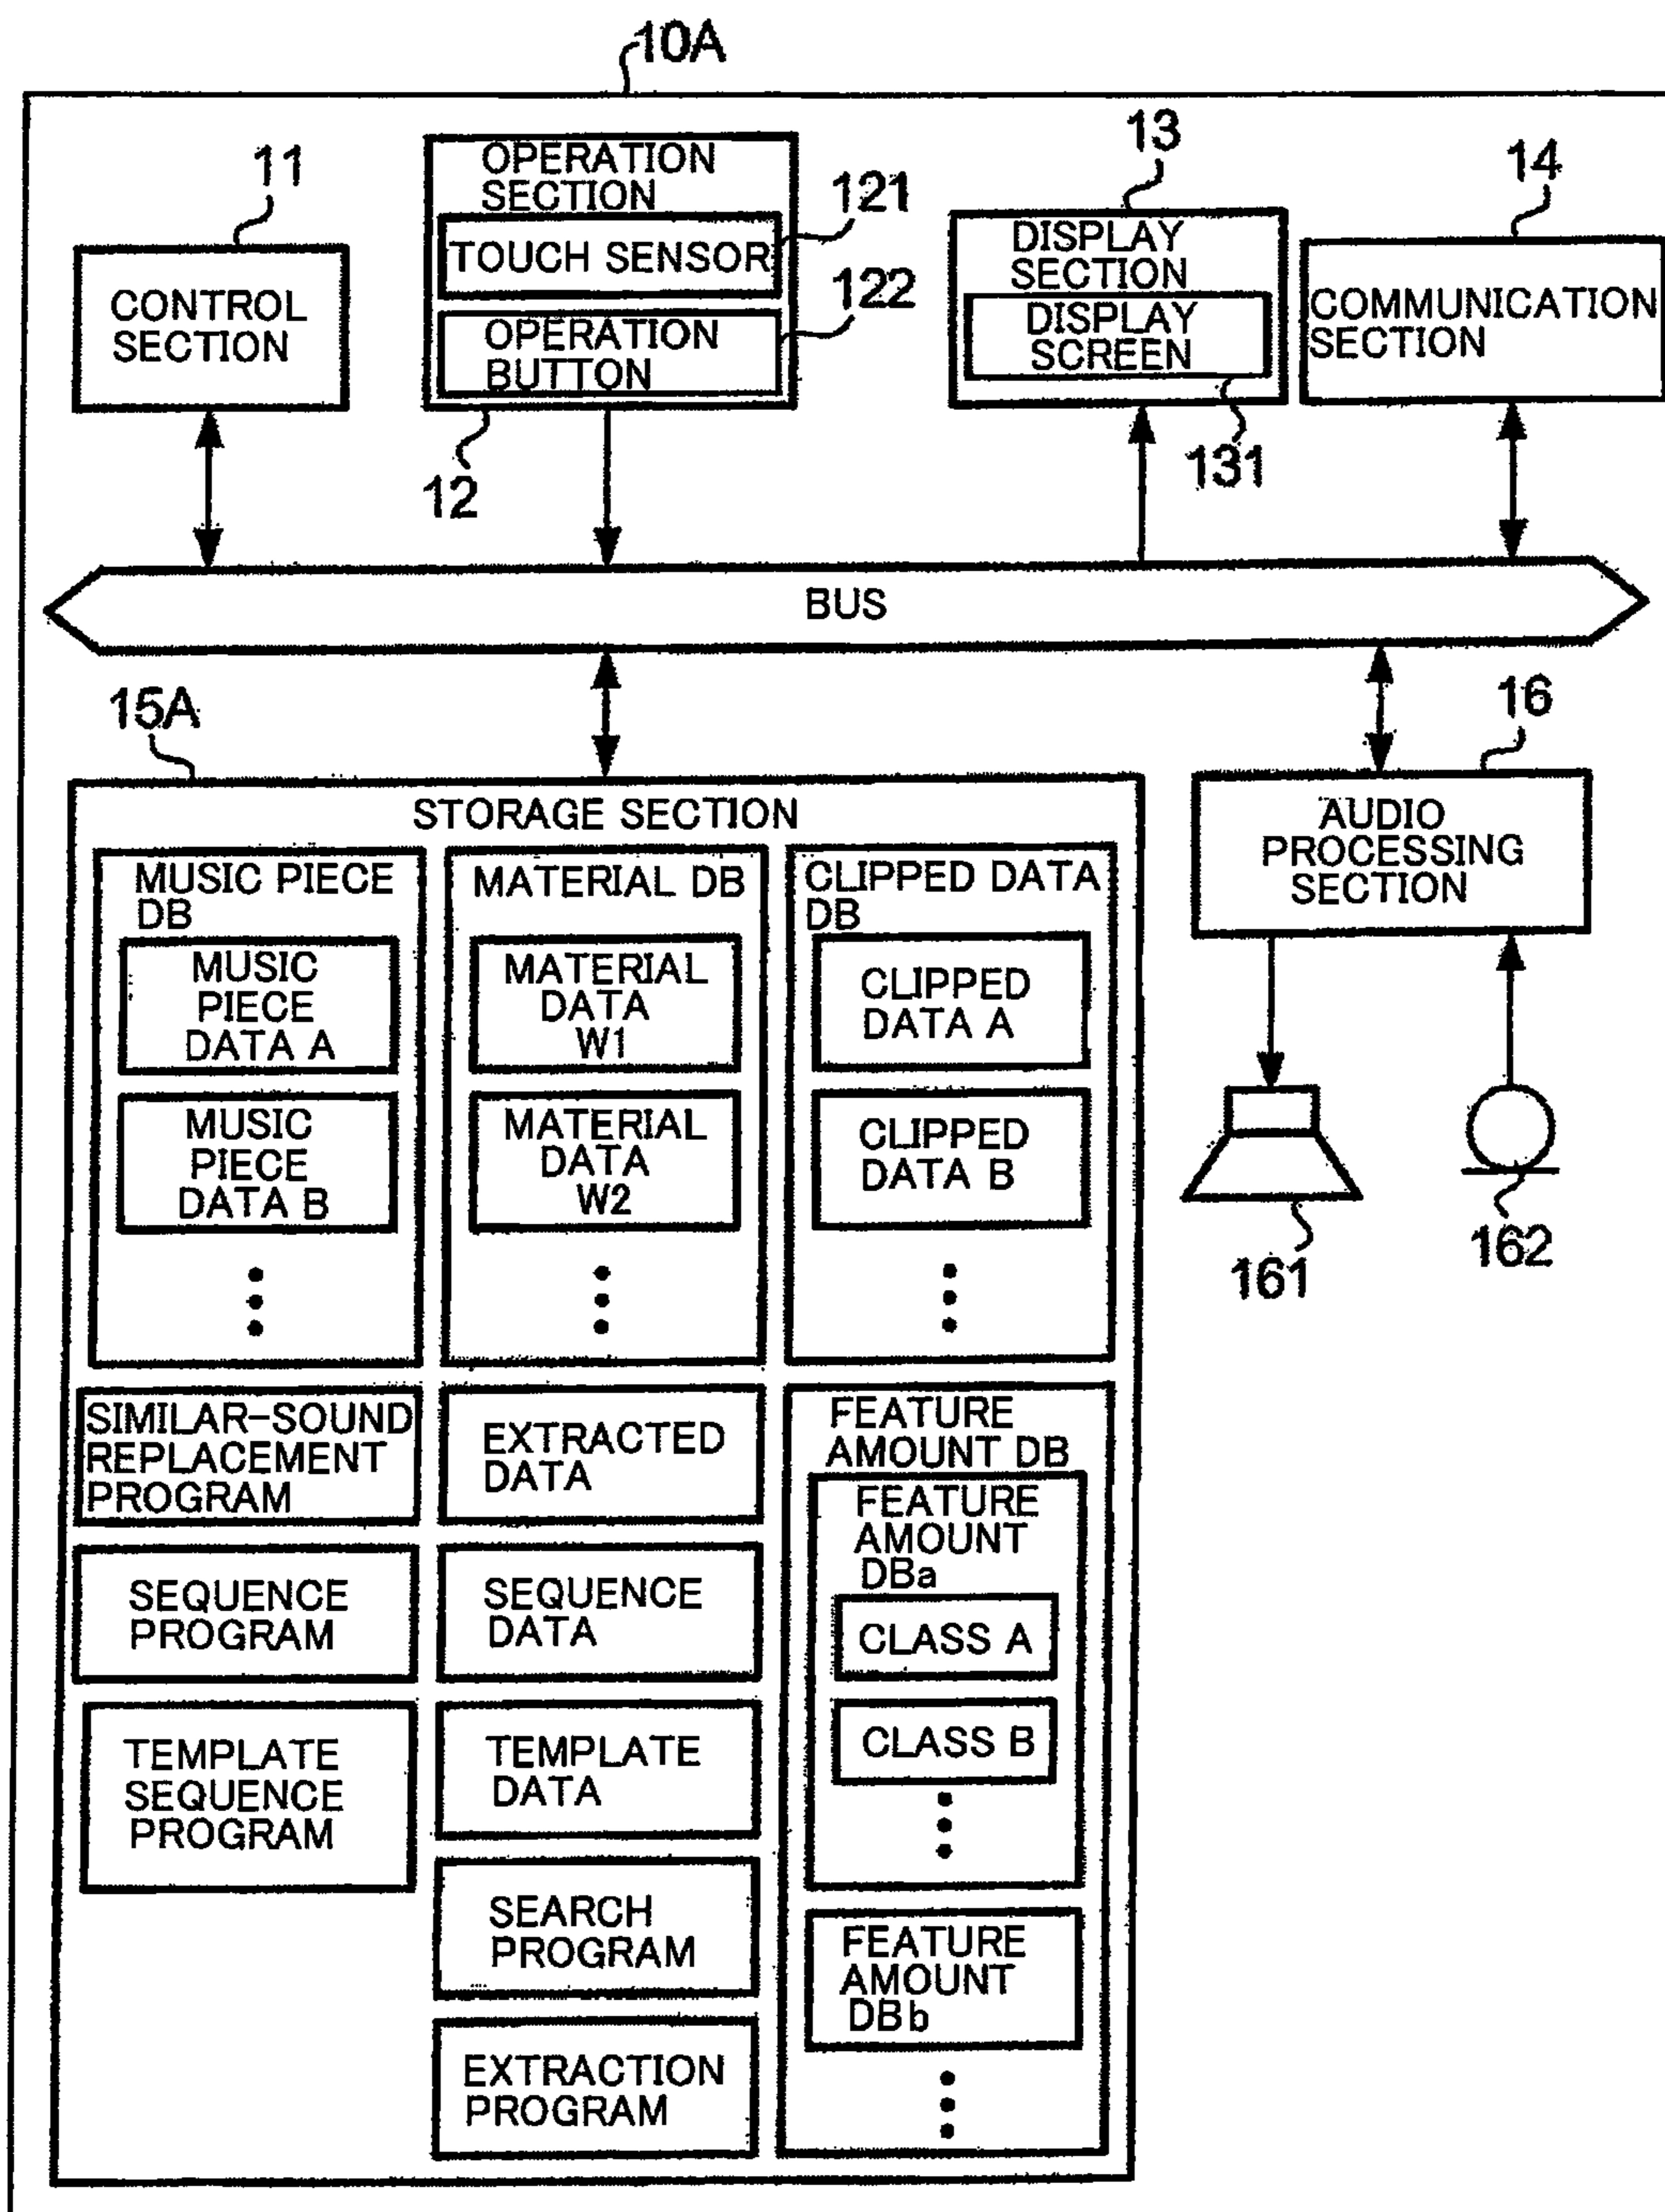 10A
11
CONTROL
SECTION
OPERATION
SECTION
TOUCH SENSOR
121
OPERATION
BUTTON
122
12
13
DISPLAY
SECTION
DISPLAY
SCREEN
131
14
COMMUNICATION
SECTION
BUS
15A
STORAGE SECTION
MUSIC PIECE
DB
MUSIC
PIECE
DATA A
MUSIC
PIECE
DATA B
MATERIAL DB
MATERIAL
DATA
W1
MATERIAL
DATA
W2
CLIPPED DATA
DB
CLIPPED
DATA A
CLIPPED
DATA B
SIMILAR-SOUND
REPLACEMENT
PROGRAM
SEQUENCE
PROGRAM
TEMPLATE
SEQUENCE
PROGRAM
EXTRACTED
DATA
SEQUENCE
DATA
TEMPLATE
DATA
SEARCH
PROGRAM
EXTRACTION
PROGRAM
FEATURE
AMOUNT DB
FEATURE
AMOUNT
DBa
CLASS A
CLASS B
FEATURE
AMOUNT
DBb
16
AUDIO
PROCESSING
SECTION
161
162